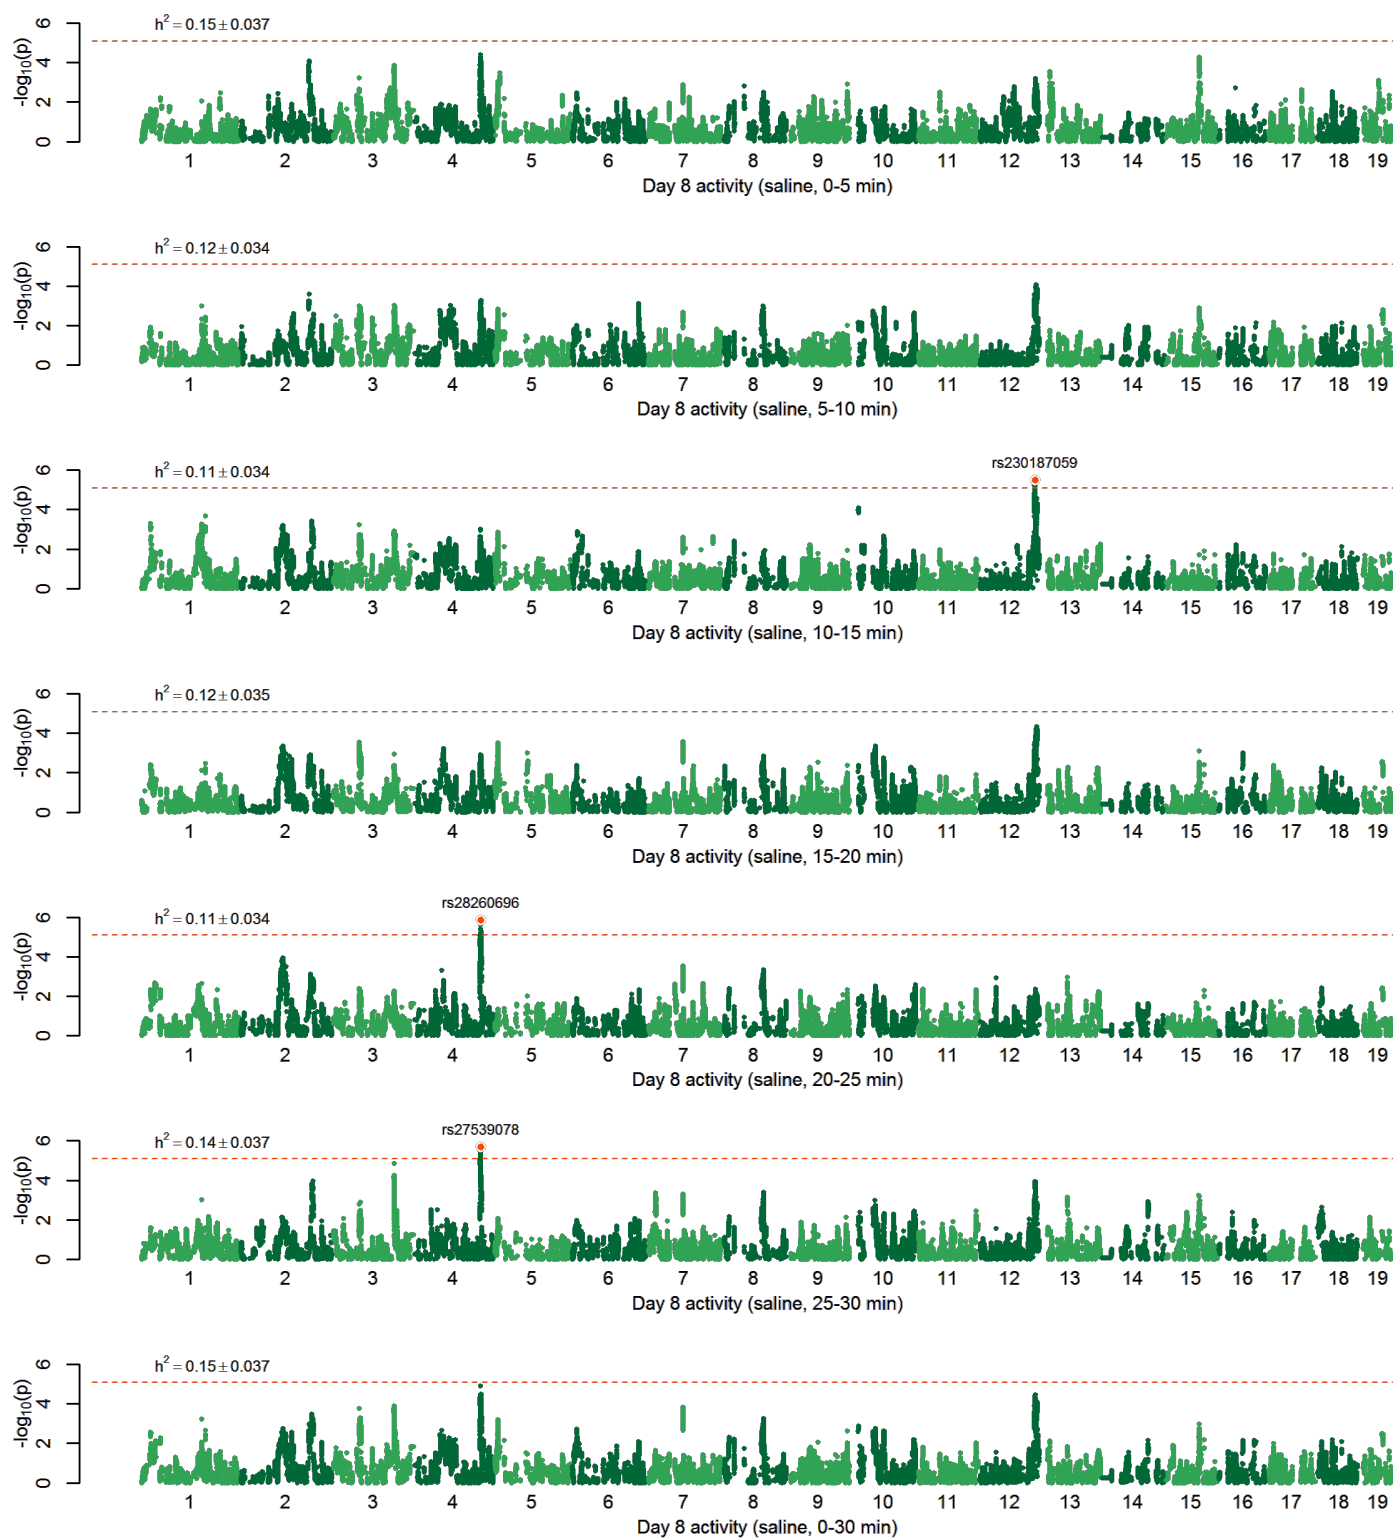 h² = 0.15 ± 0.037
-log₁₀(p)
6
4
2
0
1 2 3 4 5 6 7 8 9 10 11 12 13 14 15 16 17 18 19
Day 8 activity (saline, 0-5 min)
h² = 0.12 ± 0.034
-log₁₀(p)
6
4
2
0
1 2 3 4 5 6 7 8 9 10 11 12 13 14 15 16 17 18 19
Day 8 activity (saline, 5-10 min)
rs230187059
h² = 0.11 ± 0.034
-log₁₀(p)
6
4
2
0
1 2 3 4 5 6 7 8 9 10 11 12 13 14 15 16 17 18 19
Day 8 activity (saline, 10-15 min)
h² = 0.12 ± 0.035
-log₁₀(p)
6
4
2
0
1 2 3 4 5 6 7 8 9 10 11 12 13 14 15 16 17 18 19
Day 8 activity (saline, 15-20 min)
rs28260696
h² = 0.11 ± 0.034
-log₁₀(p)
6
4
2
0
1 2 3 4 5 6 7 8 9 10 11 12 13 14 15 16 17 18 19
Day 8 activity (saline, 20-25 min)
rs27539078
h² = 0.14 ± 0.037
-log₁₀(p)
6
4
2
0
1 2 3 4 5 6 7 8 9 10 11 12 13 14 15 16 17 18 19
Day 8 activity (saline, 25-30 min)
h² = 0.15 ± 0.037
-log₁₀(p)
6
4
2
0
1 2 3 4 5 6 7 8 9 10 11 12 13 14 15 16 17 18 19
Day 8 activity (saline, 0-30 min)